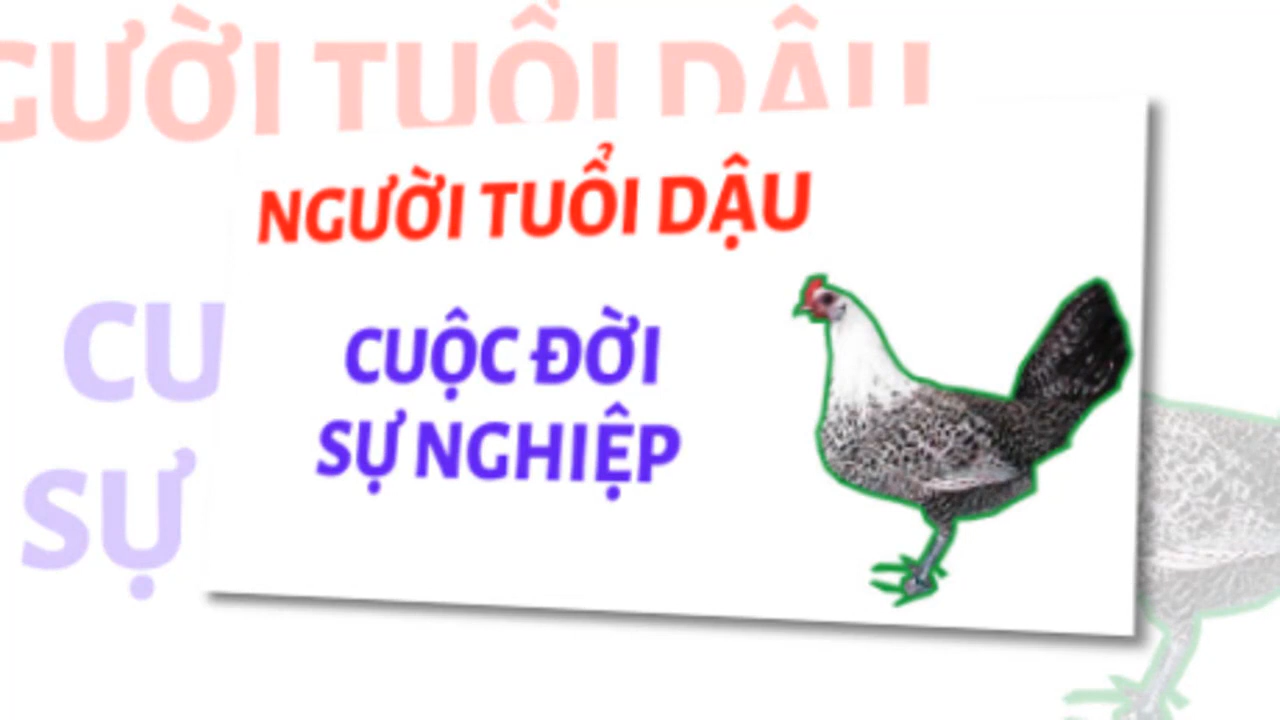 NGƯỜI TUỔI DẬU
CUỘC ĐỜI
SỰ NGHIỆP